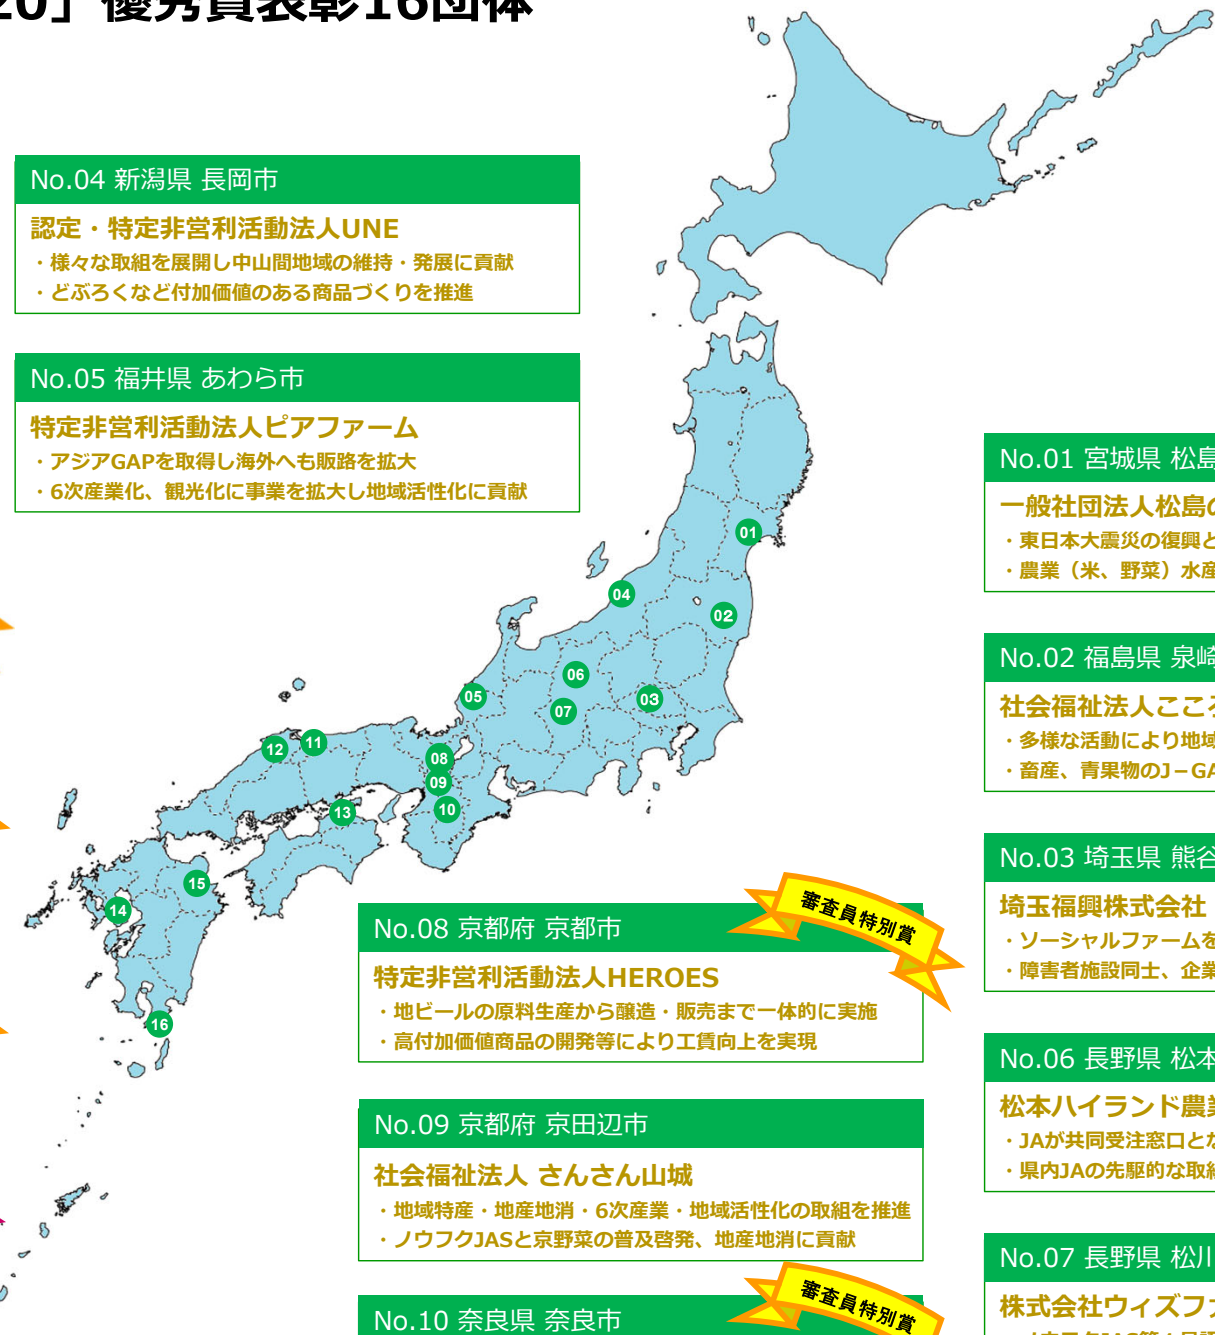 20」優秀賞表彰16団体
No.04 新潟県 長岡市
認定・特定非営利活動法人UNE
・様々な取組を展開し中山間地域の維持・発展に貢献
・どぶろくなど付加価値のある商品づくりを推進
No.05 福井県 あわら市
特定非営利活動法人ピアファーム
・アジアGAPを取得し海外へも販路を拡大
・6次産業化、観光化に事業を拡大し地域活性化に貢献
01
02
03
04
05
06
07
08
09
10
11
12
13
14
15
16
No.08 京都府 京都市
審査員特別賞
特定非営利活動法人HEROES
・地ビールの原料生産から醸造・販売まで一体的に実施
・高付加価値商品の開発等により工賃向上を実現
No.09 京都府 京田辺市
社会福祉法人 さんさん山城
・地域特産・地産地消・6次産業・地域活性化の取組を推進
・ノウフクJASと京野菜の普及啓発、地産地消に貢献
No.10 奈良県 奈良市
審査員特別賞
No.01 宮城県 松島
一般社団法人松島の
・東日本大震災の復興と
・農業（米、野菜）水産
No.02 福島県 泉崎
社会福祉法人ここ
・多様な活動により地域
・畜産、青果物のJ－GA
No.03 埼玉県 熊谷
埼玉福興株式会社
・ソーシャルファームを
・障害者施設同士、企業
No.06 長野県 松本
松本ハイランド農業
・JAが共同受注窓口とな
・県内JAの先駆的な取組
No.07 長野県 松川
株式会社ウィズファ